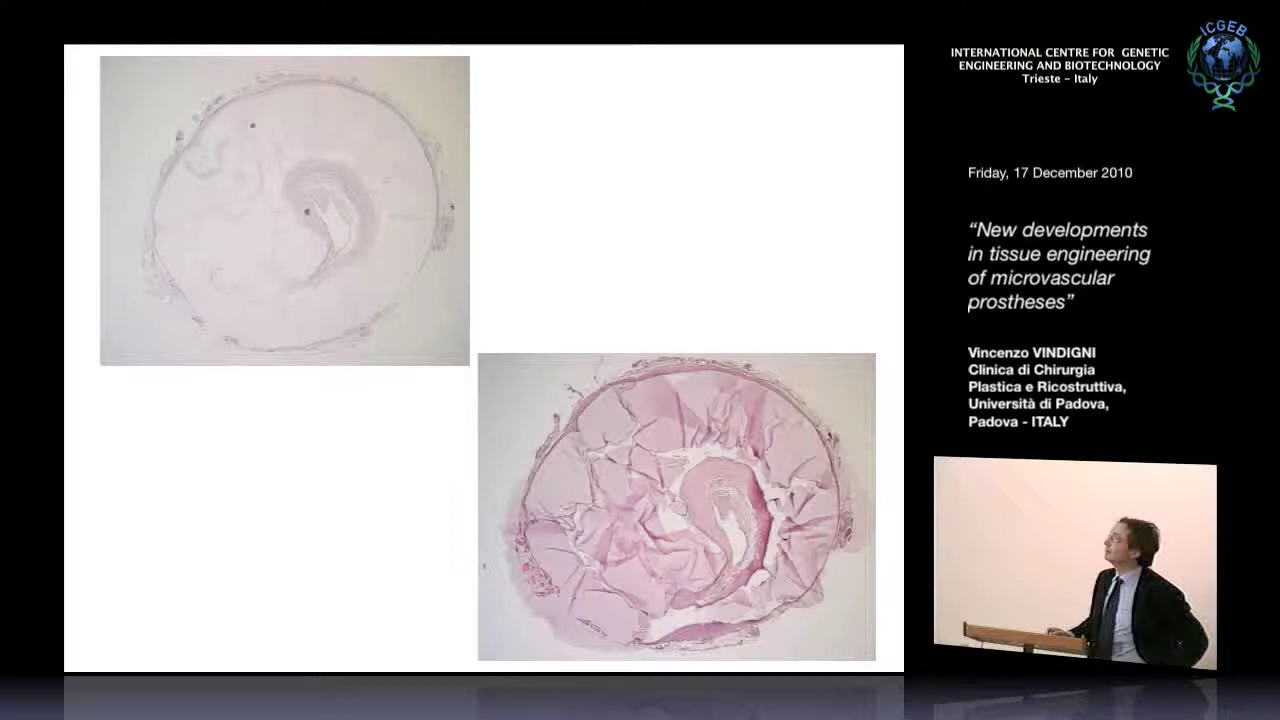 ICGEB
INTERNATIONAL CENTRE FOR GENETIC
ENGINEERING AND BIOTECHNOLOGY
Trieste – Italy
Friday, 17 December 2010
“New developments
in tissue engineering
of microvascular
prostheses”
Vincenzo VINDIGNI
Clinica di Chirurgia
Plastica e Ricostruttiva,
Università di Padova,
Padova - ITALY